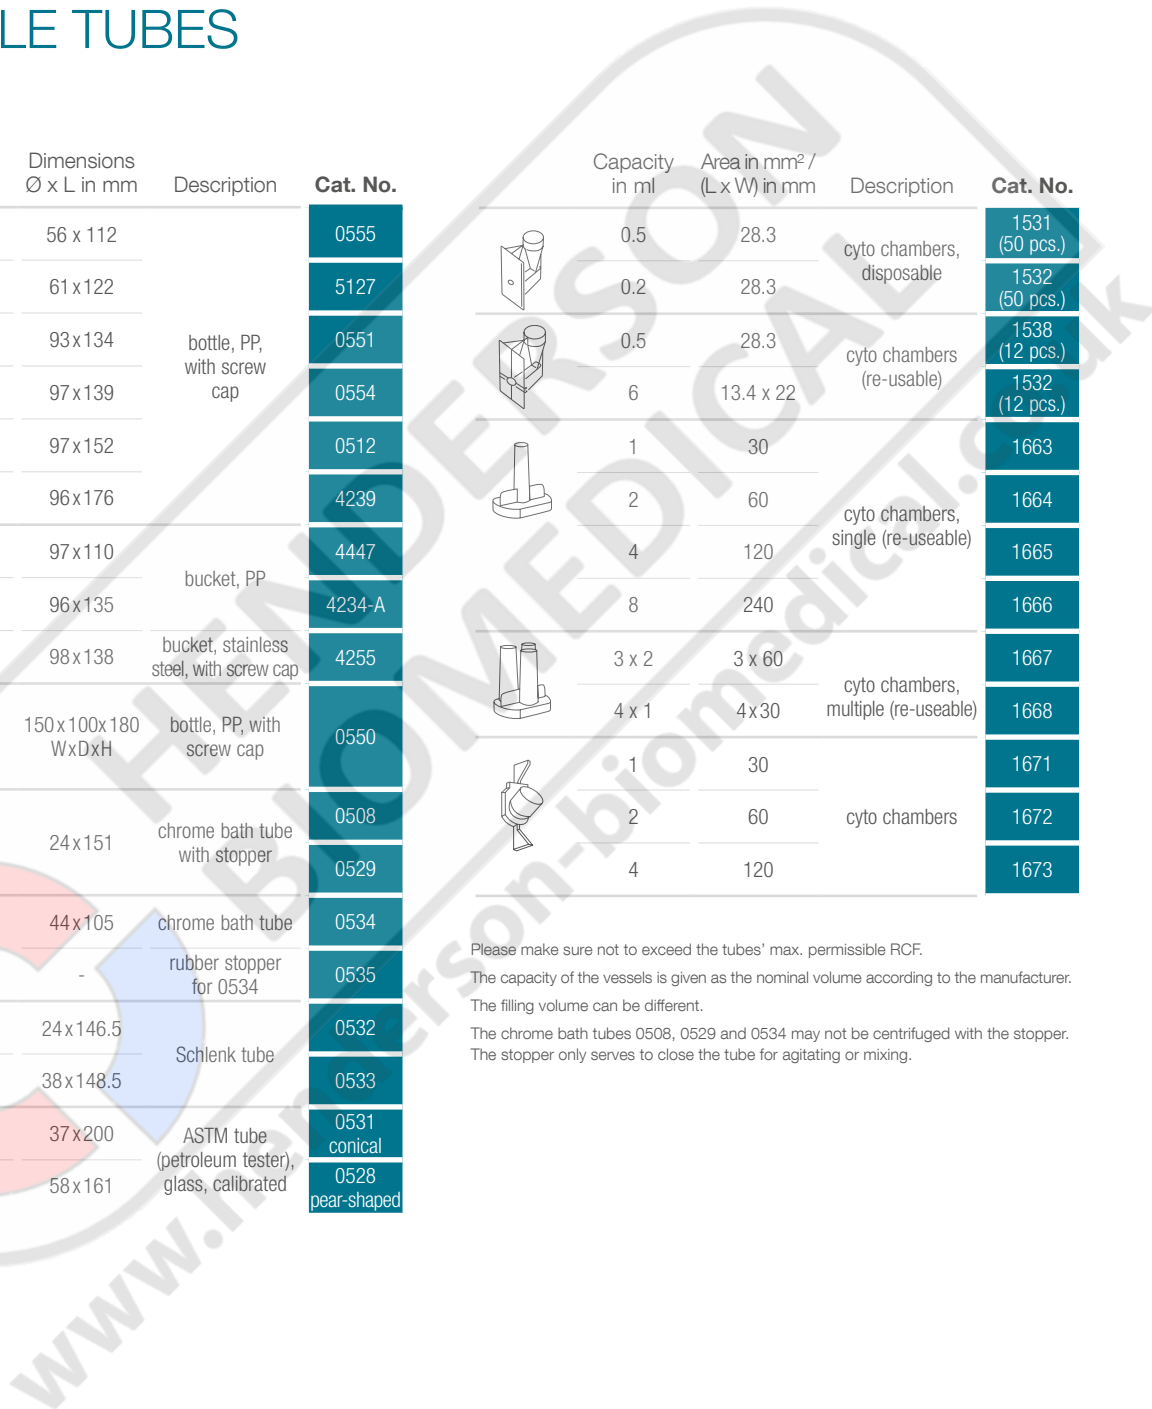 LE TUBES
Dimensions
Ø x L in mm Description Cat. No.
56 x 112 0555
61 x 122 5127
93 x 134 0551
bottle, PP,
with screw
cap
97 x 139 0554
97 x 152 0512
96 x 176 4239
97 x 110 4447
bucket, PP
96 x 135 4234-A
98 x 138 bucket, stainless
steel, with screw cap 4255
150 x 100 x 180
W x D x H bottle, PP, with
screw cap 0550
24 x 151 chrome bath tube
with stopper 0508
0529
44 x 105 chrome bath tube 0534
- rubber stopper
for 0534 0535
24 x 146.5 0532
Schlenk tube
38 x 148.5 0533
37 x 200 ASTM tube
(petroleum tester),
glass, calibrated 0531
conical
58 x 161 0528
pear-shaped
Capacity
in ml Area in mm² /
(L x W) in mm Description Cat. No.
0.5 28.3 1531
(50 pcs.)
cyto chambers,
disposable
0.2 28.3 1532
(50 pcs.)
0.5 28.3 1538
(12 pcs.)
cyto chambers
(re-usable)
6 13.4 x 22 1532
(12 pcs.)
1 30 1663
2 60 1664
cyto chambers,
single (re-useable)
4 120 1665
8 240 1666
3 x 2 3 x 60 1667
cyto chambers,
multiple (re-useable)
4 x 1 4 x 30 1668
1 30 1671
2 60 cyto chambers 1672
4 120 1673
Please make sure not to exceed the tubes’ max. permissible RCF.
The capacity of the vessels is given as the nominal volume according to the manufacturer.
The filling volume can be different.
The chrome bath tubes 0508, 0529 and 0534 may not be centrifuged with the stopper.
The stopper only serves to close the tube for agitating or mixing.
HENDERSON
BIOMEDICAL
www.henderson-biomedical.co.uk